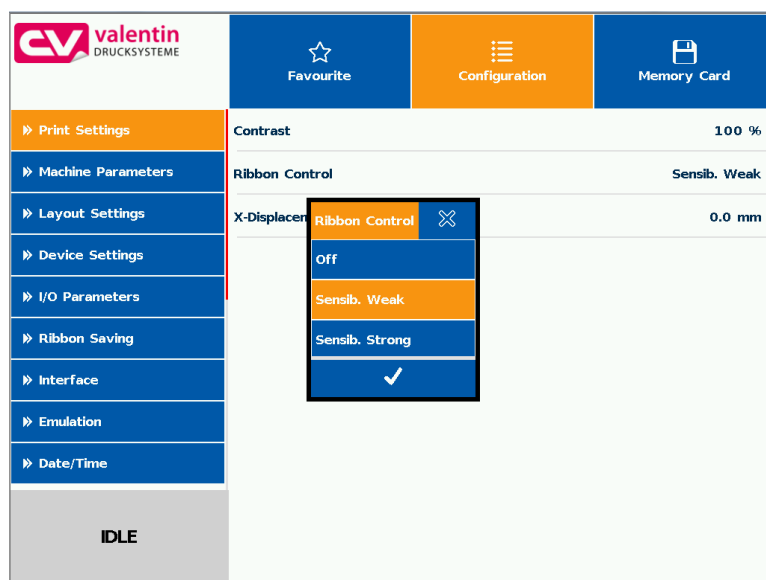 valentin
DRUCKSYSTEME
Favourite
Configuration
Memory Card
Print Settings
Machine Parameters
Layout Settings
Device Settings
I/O Parameters
Ribbon Saving
Interface
Emulation
Date/Time
IDLE
Contrast 100 %
Ribbon Control Sensib. Weak
X-Displacen 0.0 mm
Ribbon Control
Off
Sensib. Weak
Sensib. Strong